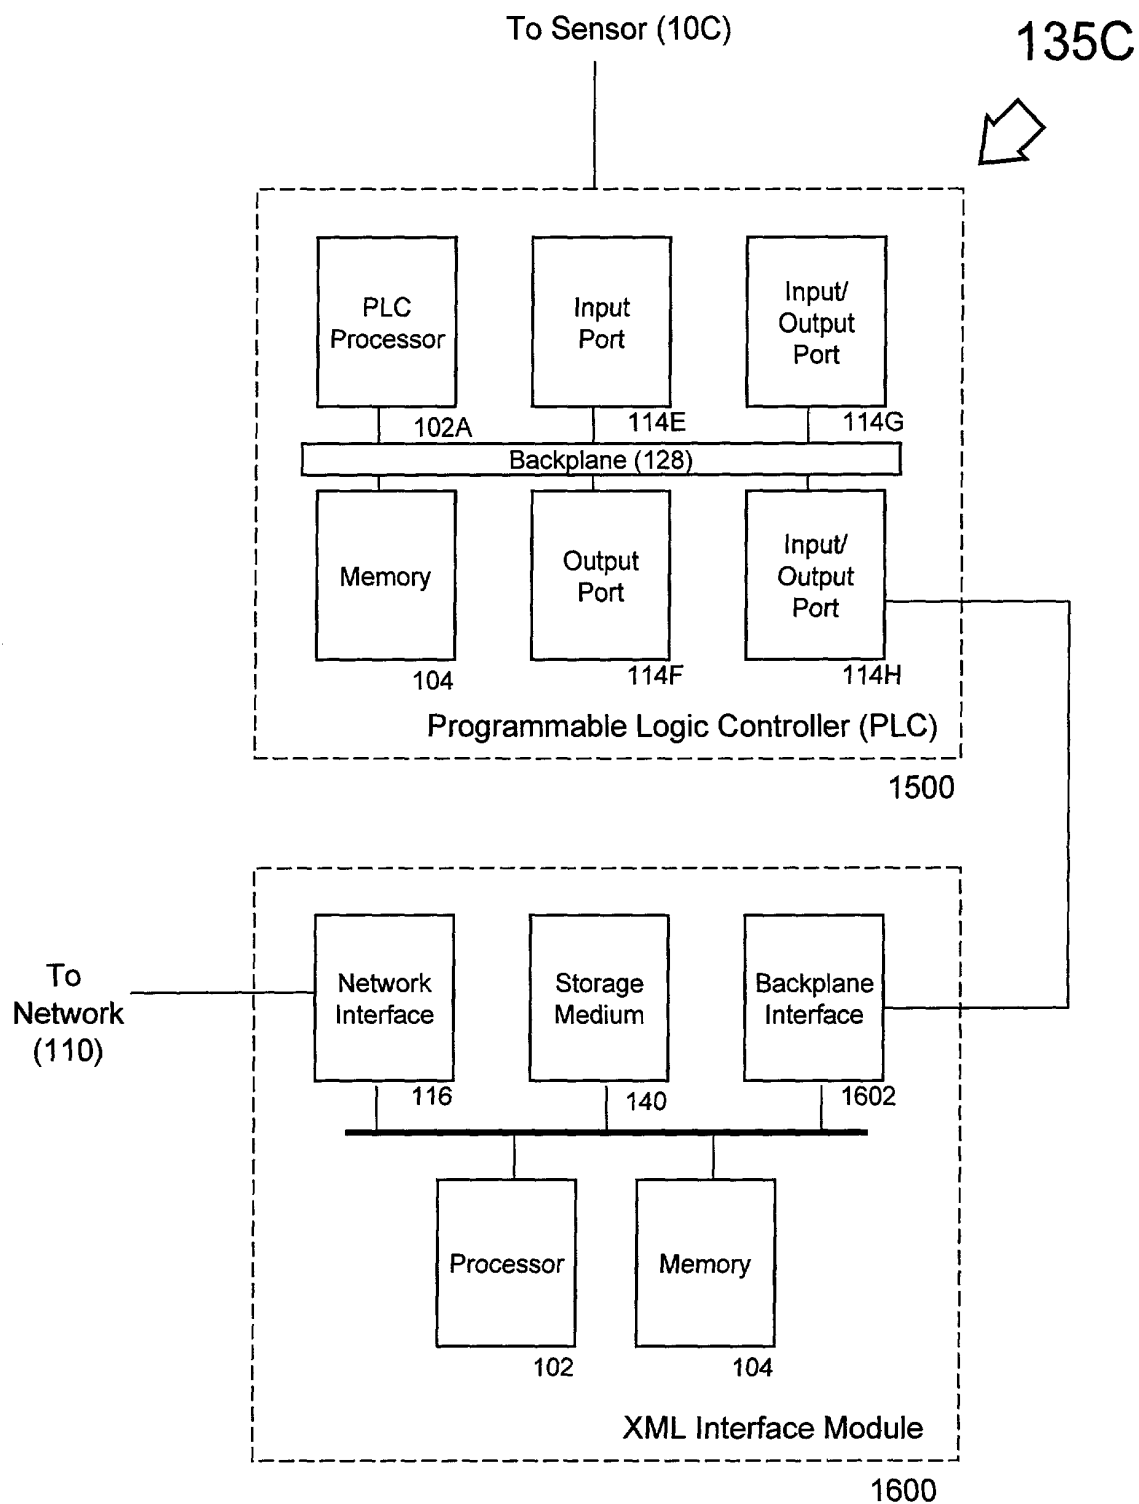 To Sensor (10C)
135C
PLC
Processor
102A
Input
Port
114E
Input/
Output
Port
114G
Backplane (128)
Memory
104
Output
Port
114F
Input/
Output
Port
114H
Programmable Logic Controller (PLC)
1500
To
Network
(110)
Network
Interface
116
Storage
Medium
140
Backplane
Interface
1602
Processor
102
Memory
104
XML Interface Module
1600